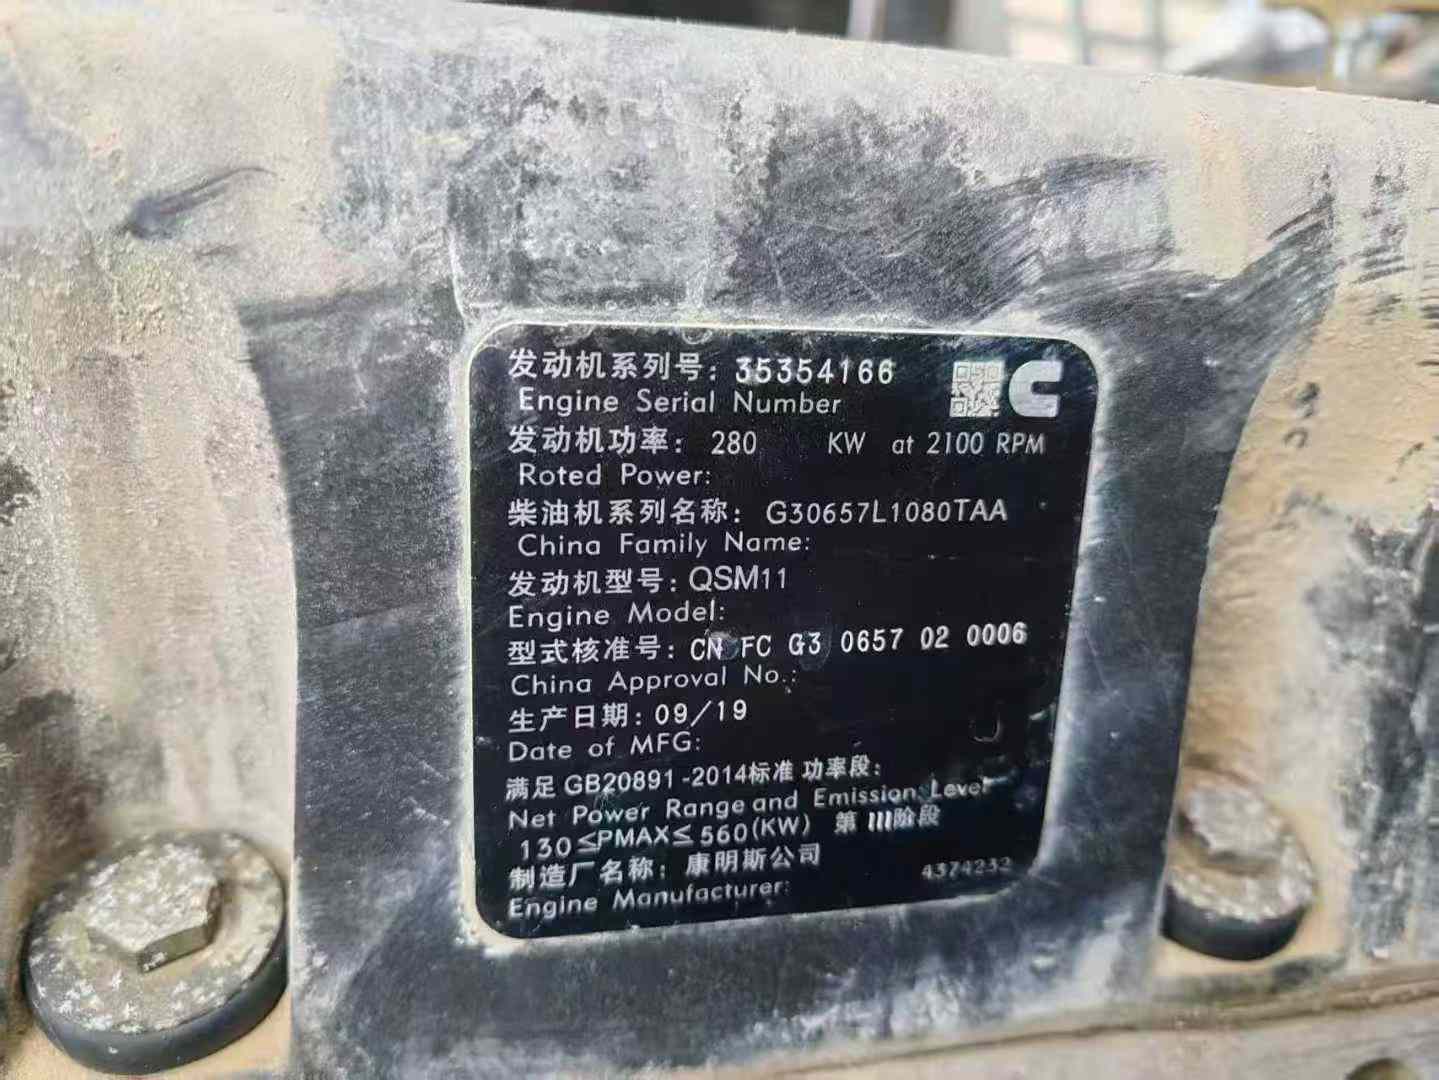 发动机系列号: 35354166
Engine Serial Number
发动机功率: 280 KW at 2100 RPM
Roted Power:
柴油机系列名称: G30657L1080TAA
China Family Name:
发动机型号: QSM11
Engine Model:
型式核准号: CN FC G3 0657 02 0006
China Approval No.:
生产日期: 09/19
Date of MFG:
满足 GB20891-2014标准 功率段:
Net Power Range and Emission Level
130≤PMAX≤560(KW) 第III阶段
制造厂名称: 康明斯公司 4374232
Engine Manufacturer: